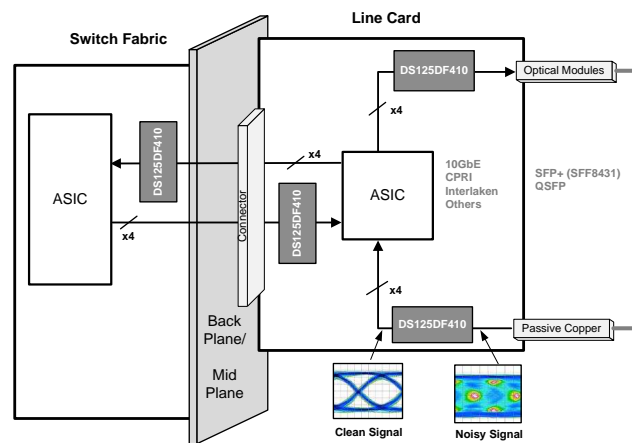 Switch Fabric
Line Card
DS125DF410
Optical Modules
x4
DS125DF410
x4
ASIC
ASIC
10GbE
CPRI
Interlaken
Others
SFP+ (SFF8431)
QSFP
Connector
DS125DF410
x4
x4
DS125DF410
Passive Copper
Back
Plane/
Mid
Plane
Clean Signal
Noisy Signal